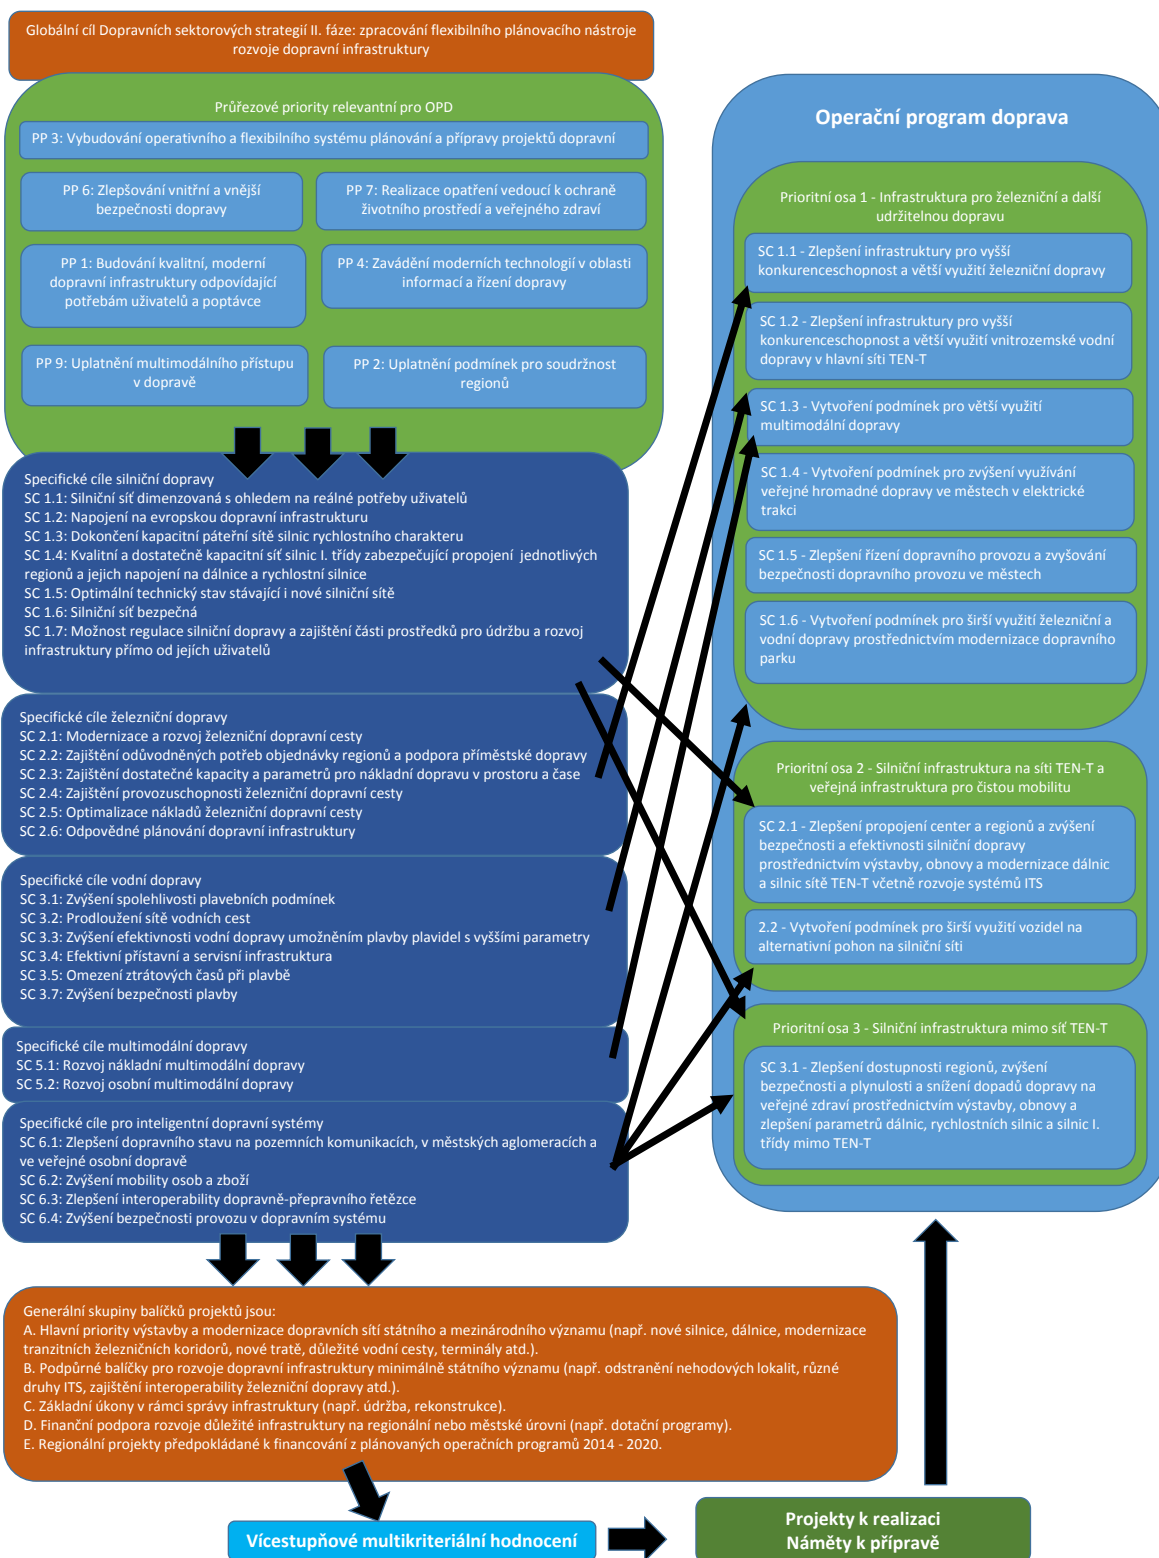 Globální cíl Dopravních sektorových strategií II. fáze: zpracování flexibilního plánovacího nástroje
rozvoje dopravní infrastruktury
Průřezové priority relevantní pro OPD
PP 3: Vybudování operativního a flexibilního systému plánování a přípravy projektů dopravní
PP 6: Zlepšování vnitřní a vnější
bezpečnosti dopravy
PP 7: Realizace opatření vedoucí k ochraně
životního prostředí a veřejného zdraví
PP 1: Budování kvalitní, moderní
dopravní infrastruktury odpovídající
potřebám uživatelů a poptávce
PP 4: Zavádění moderních technologií v oblasti
informací a řízení dopravy
PP 9: Uplatnění multimodálního přístupu
v dopravě
PP 2: Uplatnění podmínek pro soudržnost
regionů
Specifické cíle silniční dopravy
SC 1.1: Silniční síť dimenzovaná s ohledem na reálné potřeby uživatelů
SC 1.2: Napojení na evropskou dopravní infrastrukturu
SC 1.3: Dokončení kapacitní páteřní sítě silnic rychlostního charakteru
SC 1.4: Kvalitní a dostatečně kapacitní síť silnic I. třídy zabezpečující propojení jednotlivých
regionů a jejich napojení na dálnice a rychlostní silnice
SC 1.5: Optimální technický stav stávající i nové silniční sítě
SC 1.6: Silniční síť bezpečná
SC 1.7: Možnost regulace silniční dopravy a zajištění části prostředků pro údržbu a rozvoj
infrastruktury přímo od jejích uživatelů
Specifické cíle železniční dopravy
SC 2.1: Modernizace a rozvoj železniční dopravní cesty
SC 2.2: Zajištění odůvodněných potřeb objednávky regionů a podpora příměstské dopravy
SC 2.3: Zajištění dostatečné kapacity a parametrů pro nákladní dopravu v prostoru a čase
SC 2.4: Zajištění provozuschopnosti železniční dopravní cesty
SC 2.5: Optimalizace nákladů železniční dopravní cesty
SC 2.6: Odpovědné plánování dopravní infrastruktury
Specifické cíle vodní dopravy
SC 3.1: Zvýšení spolehlivosti plavebních podmínek
SC 3.2: Prodloužení sítě vodních cest
SC 3.3: Zvýšení efektivnosti vodní dopravy umožněním plavby plavidel s vyššími parametry
SC 3.4: Efektivní přístavní a servisní infrastruktura
SC 3.5: Omezení ztrátových časů při plavbě
SC 3.7: Zvýšení bezpečnosti plavby
Specifické cíle multimodální dopravy
SC 5.1: Rozvoj nákladní multimodální dopravy
SC 5.2: Rozvoj osobní multimodální dopravy
Specifické cíle pro inteligentní dopravní systémy
SC 6.1: Zlepšení dopravního stavu na pozemních komunikacích, v městských aglomeracích a
ve veřejné osobní dopravě
SC 6.2: Zvýšení mobility osob a zboží
SC 6.3: Zlepšení interoperability dopravně-přepravního řetězce
SC 6.4: Zvýšení bezpečnosti provozu v dopravním systému
Operační program doprava
Prioritní osa 1 - Infrastruktura pro železniční a další
udržitelnou dopravu
SC 1.1 - Zlepšení infrastruktury pro vyšší
konkurenceschopnost a větší využití železniční dopravy
SC 1.2 - Zlepšení infrastruktury pro vyšší
konkurenceschopnost a větší využití vnitrozemské vodní
dopravy v hlavní síti TEN-T
SC 1.3 - Vytvoření podmínek pro větší využití
multimodální dopravy
SC 1.4 - Vytvoření podmínek pro zvýšení využívání
veřejné hromadné dopravy ve městech v elektrické
trakci
SC 1.5 - Zlepšení řízení dopravního provozu a zvyšování
bezpečnosti dopravního provozu ve městech
SC 1.6 - Vytvoření podmínek pro širší využití železniční a
vodní dopravy prostřednictvím modernizace dopravního
parku
Prioritní osa 2 - Silniční infrastruktura na síti TEN-T a
veřejná infrastruktura pro čistou mobilitu
SC 2.1 - Zlepšení propojení center a regionů a zvýšení
bezpečnosti a efektivnosti silniční dopravy
prostřednictvím výstavby, obnovy a modernizace dálnic
a silnic sítě TEN-T včetně rozvoje systémů ITS
2.2 - Vytvoření podmínek pro širší využití vozidel na
alternativní pohon na silniční síti
Prioritní osa 3 - Silniční infrastruktura mimo síť TEN-T
SC 3.1 - Zlepšení dostupnosti regionů, zvýšení
bezpečnosti a plynulosti a snížení dopadů dopravy na
veřejné zdraví prostřednictvím výstavby, obnovy a
zlepšení parametrů dálnic, rychlostních silnic a silnic I.
třídy mimo TEN-T
Generální skupiny balíčků projektů jsou:
A. Hlavní priority výstavby a modernizace dopravních sítí státního a mezinárodního významu (např. nové silnice, dálnice, modernizace
tranzitních železničních koridorů, nové tratě, důležité vodní cesty, terminály atd.).
B. Podpůrné balíčky pro rozvoje dopravní infrastruktury minimálně státního významu (např. odstranění nehodových lokalit, různé
druhy ITS, zajištění interoperability železniční dopravy atd.).
C. Základní úkony v rámci správy infrastruktury (např. údržba, rekonstrukce).
D. Finanční podpora rozvoje důležité infrastruktury na regionální nebo městské úrovni (např. dotační programy).
E. Regionální projekty předpokládané k financování z plánovaných operačních programů 2014 - 2020.
Vícestupňové multikriteriální hodnocení
Projekty k realizaci
Náměty k přípravě